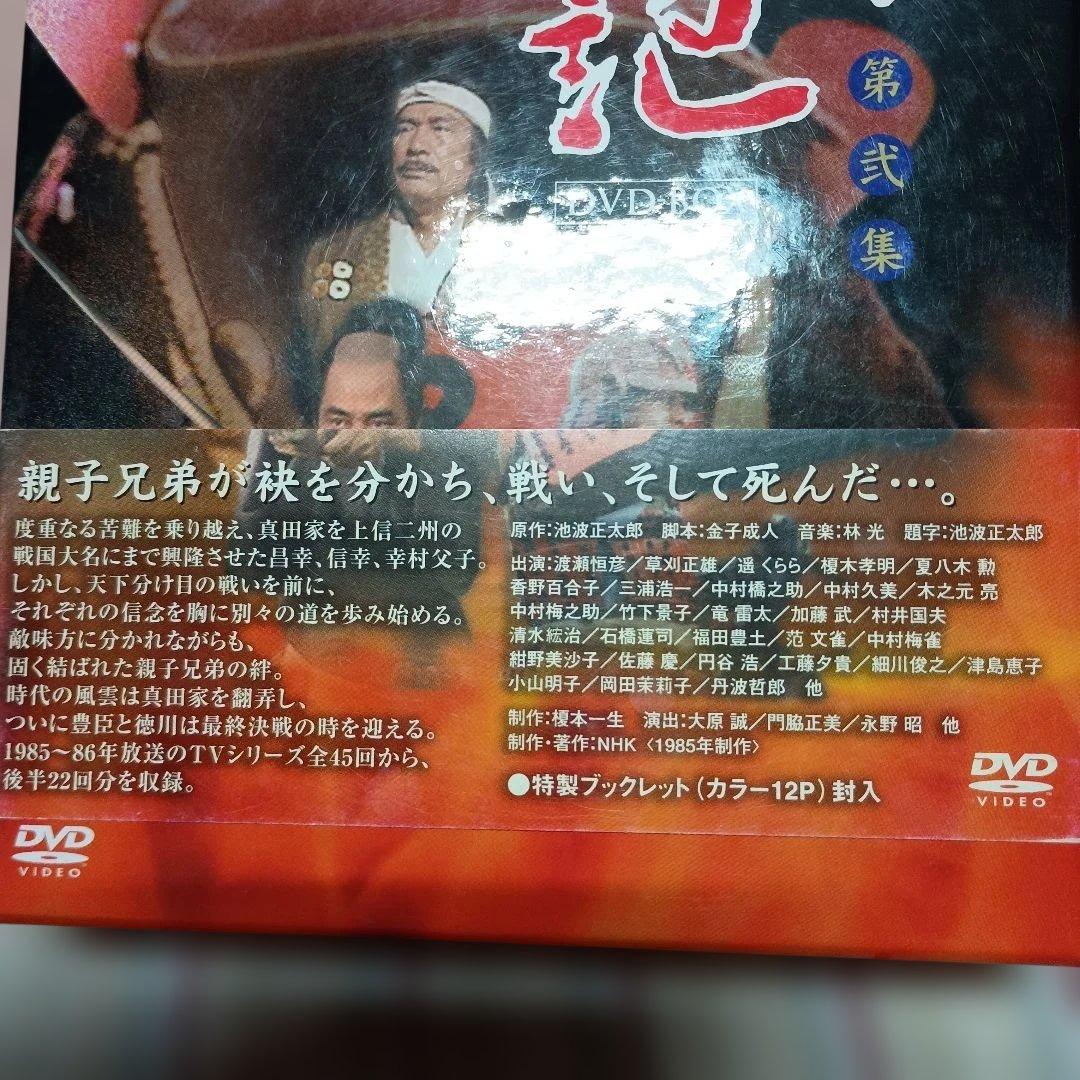 記
第
弐
集
DVD-BO
親子兄弟が袂を分かち、戦い、そして死んだ…。
度重なる苦難を乗り越え、真田家を上信二州の
戦国大名にまで興隆させた昌幸、信幸、幸村父子。
しかし、天下分け目の戦いを前に、
それぞれの信念を胸に別々の道を歩み始める。
敵味方に分かれながらも、
固く結ばれた親子兄弟の絆。
時代の風雲は真田家を翻弄し、
ついに豊臣と徳川は最終決戦の時を迎える。
1985〜86年放送のTVシリーズ全45回から、
後半22回分を収録。
原作:池波正太郎 脚本:金子成人 音楽:林 光 題字:池波正太郎
出演:渡瀬恒彦/草刈正雄/遥 くらら/榎木孝明/夏八木 勲
香野百合子/三浦浩一/中村橋之助/中村久美/木之元 亮
中村梅之助/竹下景子/竜 雷太/加藤 武/村井国夫
清水綋治/石橋蓮司/福田豊土/范 文雀/中村梅雀
紺野美沙子/佐藤 慶/円谷 浩/工藤夕貴/細川俊之/津島恵子
小山明子/岡田茉莉子/丹波哲郎 他
制作:榎本一生 演出:大原 誠/門脇正美/永野 昭 他
制作・著作:NHK〈1985年制作〉
●特製ブックレット(カラー12P)封入
DVD
VIDEO
DVD
VIDEO